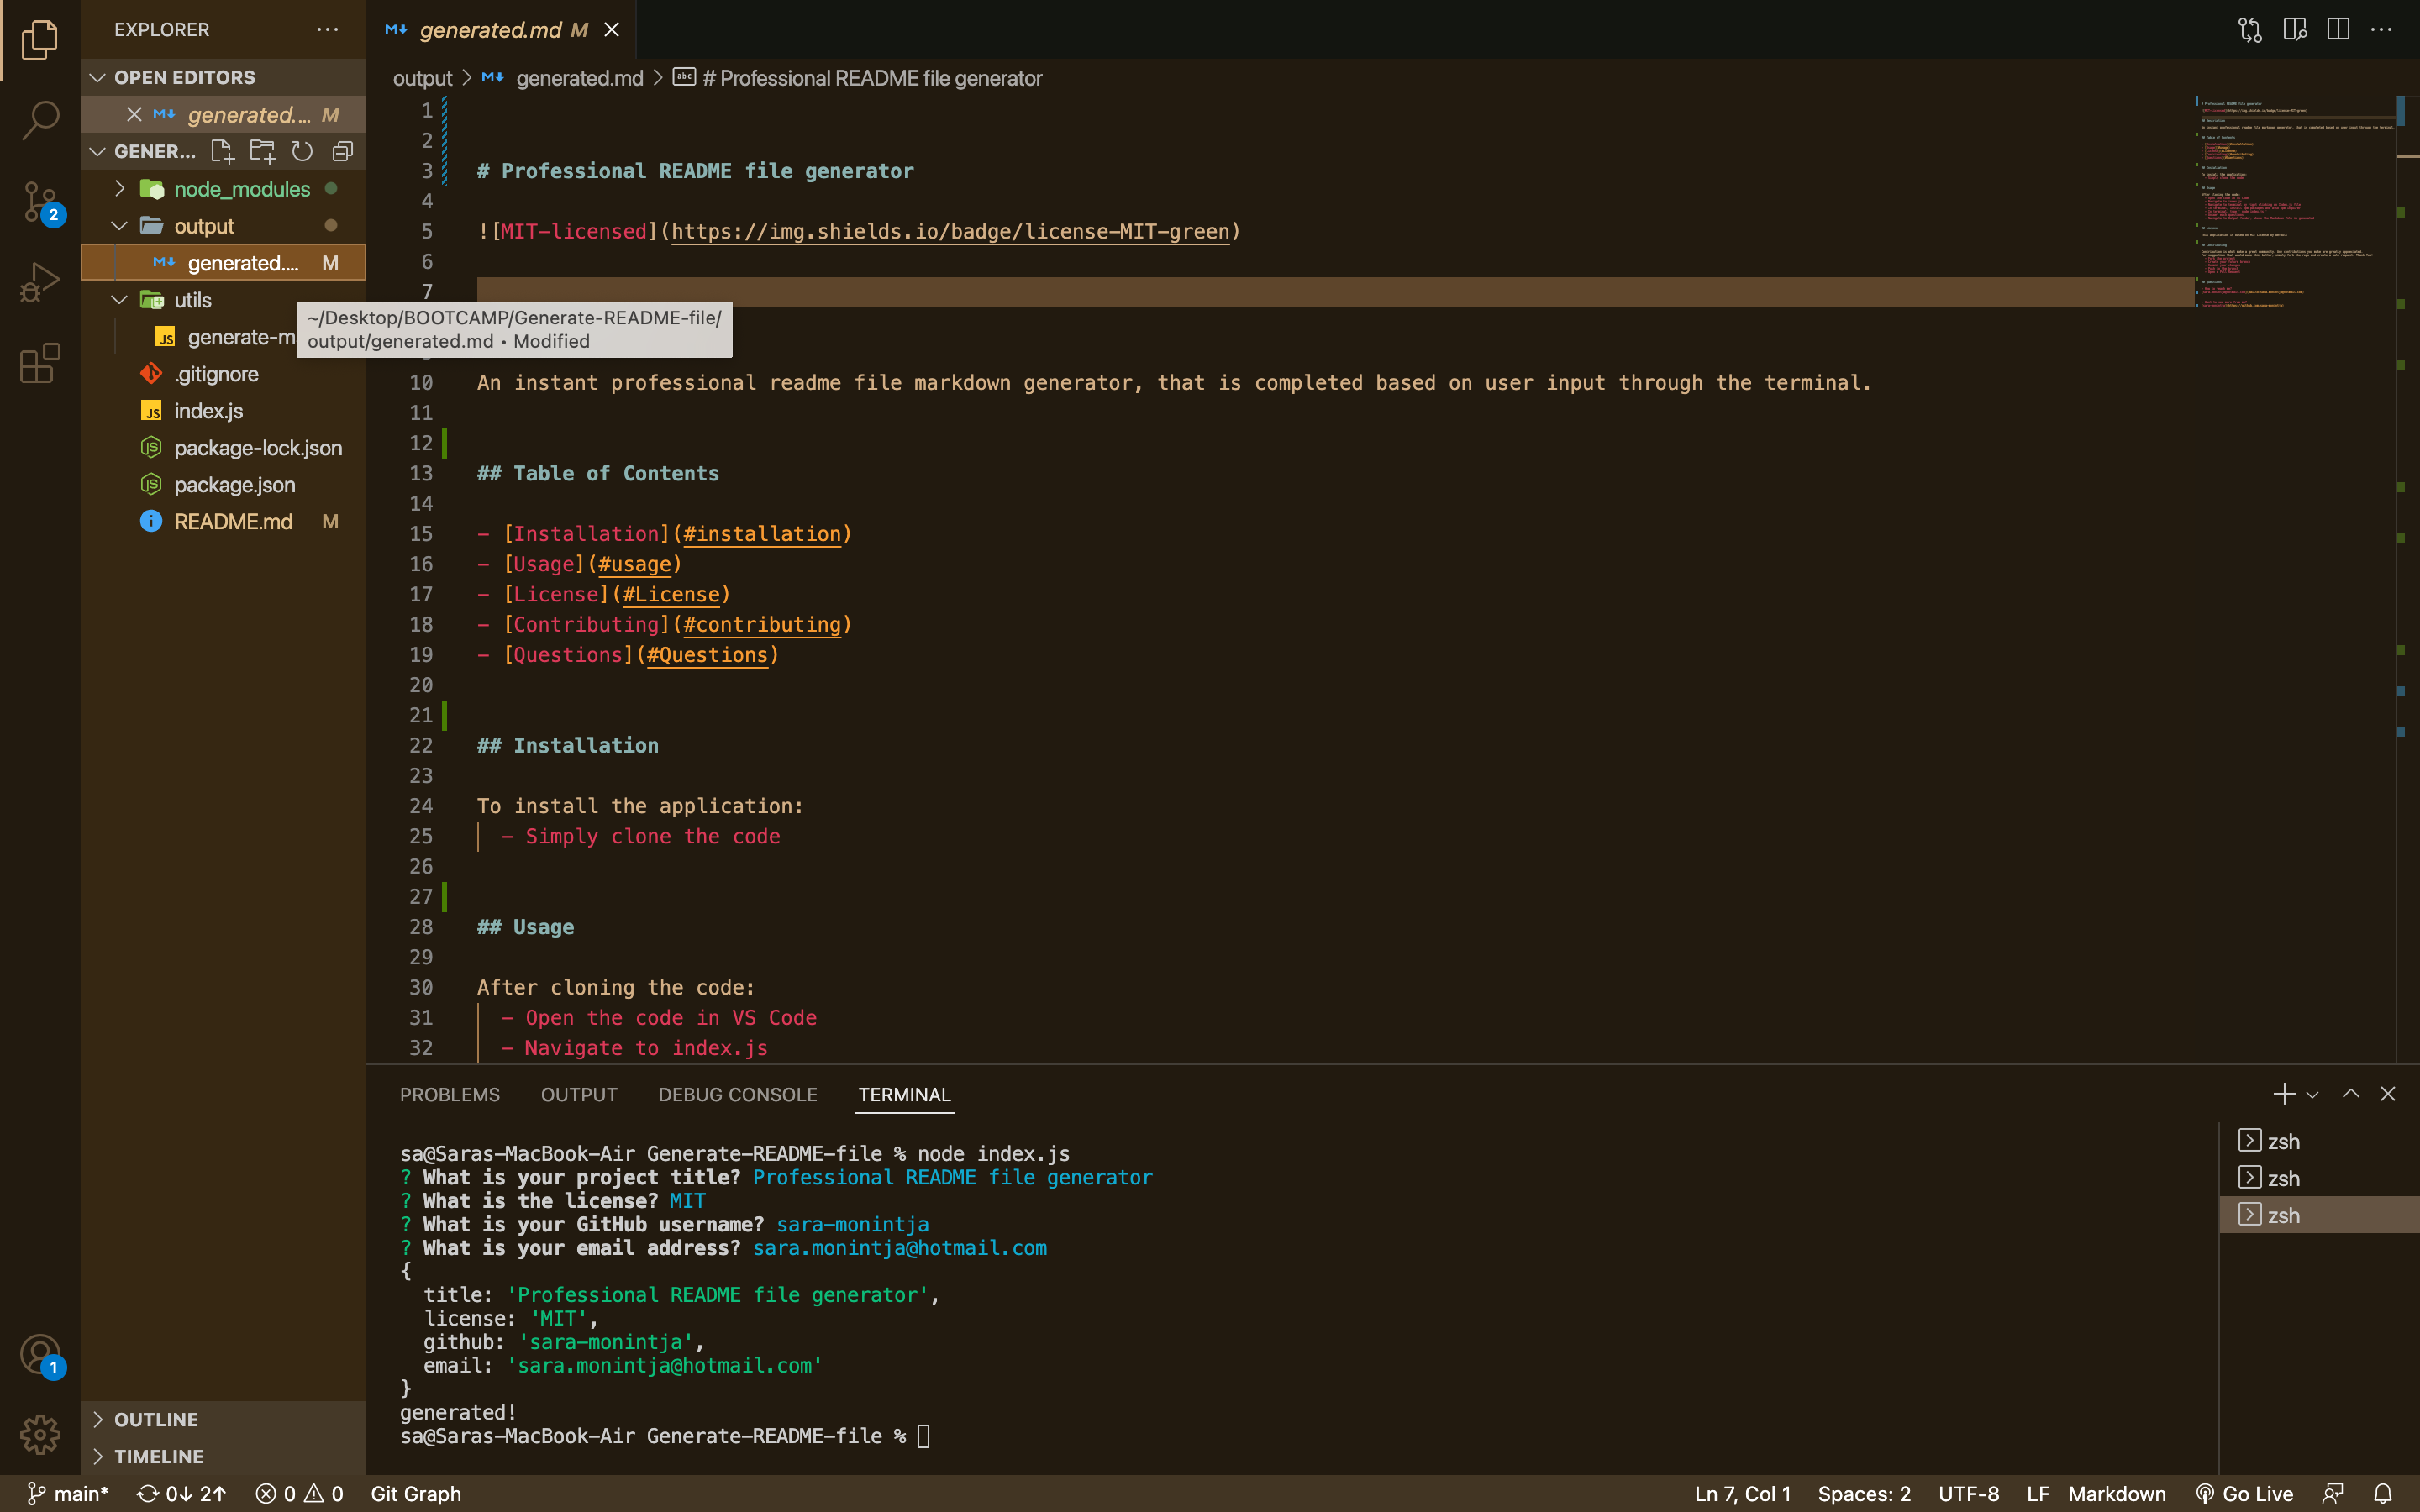 EXPLORER
OPEN EDITORS
generated.... M
GENER...
node_modules
output
generated.... M
utils
generate-m
.gitignore
index.js
package-lock.json
package.json
README.md M
OUTLINE
TIMELINE
2
1
generated.md M
output > generated.md > # Professional README file generator
1
2
3 # Professional README file generator
4
5 ![MIT-licensed](https://img.shields.io/badge/license-MIT-green)
6
7
~/Desktop/BOOTCAMP/Generate-README-file/
output/generated.md • Modified
10 An instant professional readme file markdown generator, that is completed based on user input through the terminal.
11
12
13 ## Table of Contents
14
15 - [Installation](#installation)
16 - [Usage](#usage)
17 - [License](#License)
18 - [Contributing](#contributing)
19 - [Questions](#Questions)
20
21
22 ## Installation
23
24 To install the application:
25 - Simply clone the code
26
27
28 ## Usage
29
30 After cloning the code:
31 - Open the code in VS Code
32 - Navigate to index.js
PROBLEMS OUTPUT DEBUG CONSOLE TERMINAL
sa@Saras-MacBook-Air Generate-README-file % node index.js
? What is your project title? Professional README file generator
? What is the license? MIT
? What is your GitHub username? sara-monintja
? What is your email address? sara.monintja@hotmail.com
{
title: 'Professional README file generator',
license: 'MIT',
github: 'sara-monintja',
email: 'sara.monintja@hotmail.com'
}
generated!
sa@Saras-MacBook-Air Generate-README-file %
zsh
zsh
zsh
main* 0↓ 2↑ 0 0 Git Graph Ln 7, Col 1 Spaces: 2 UTF-8 LF Markdown Go Live